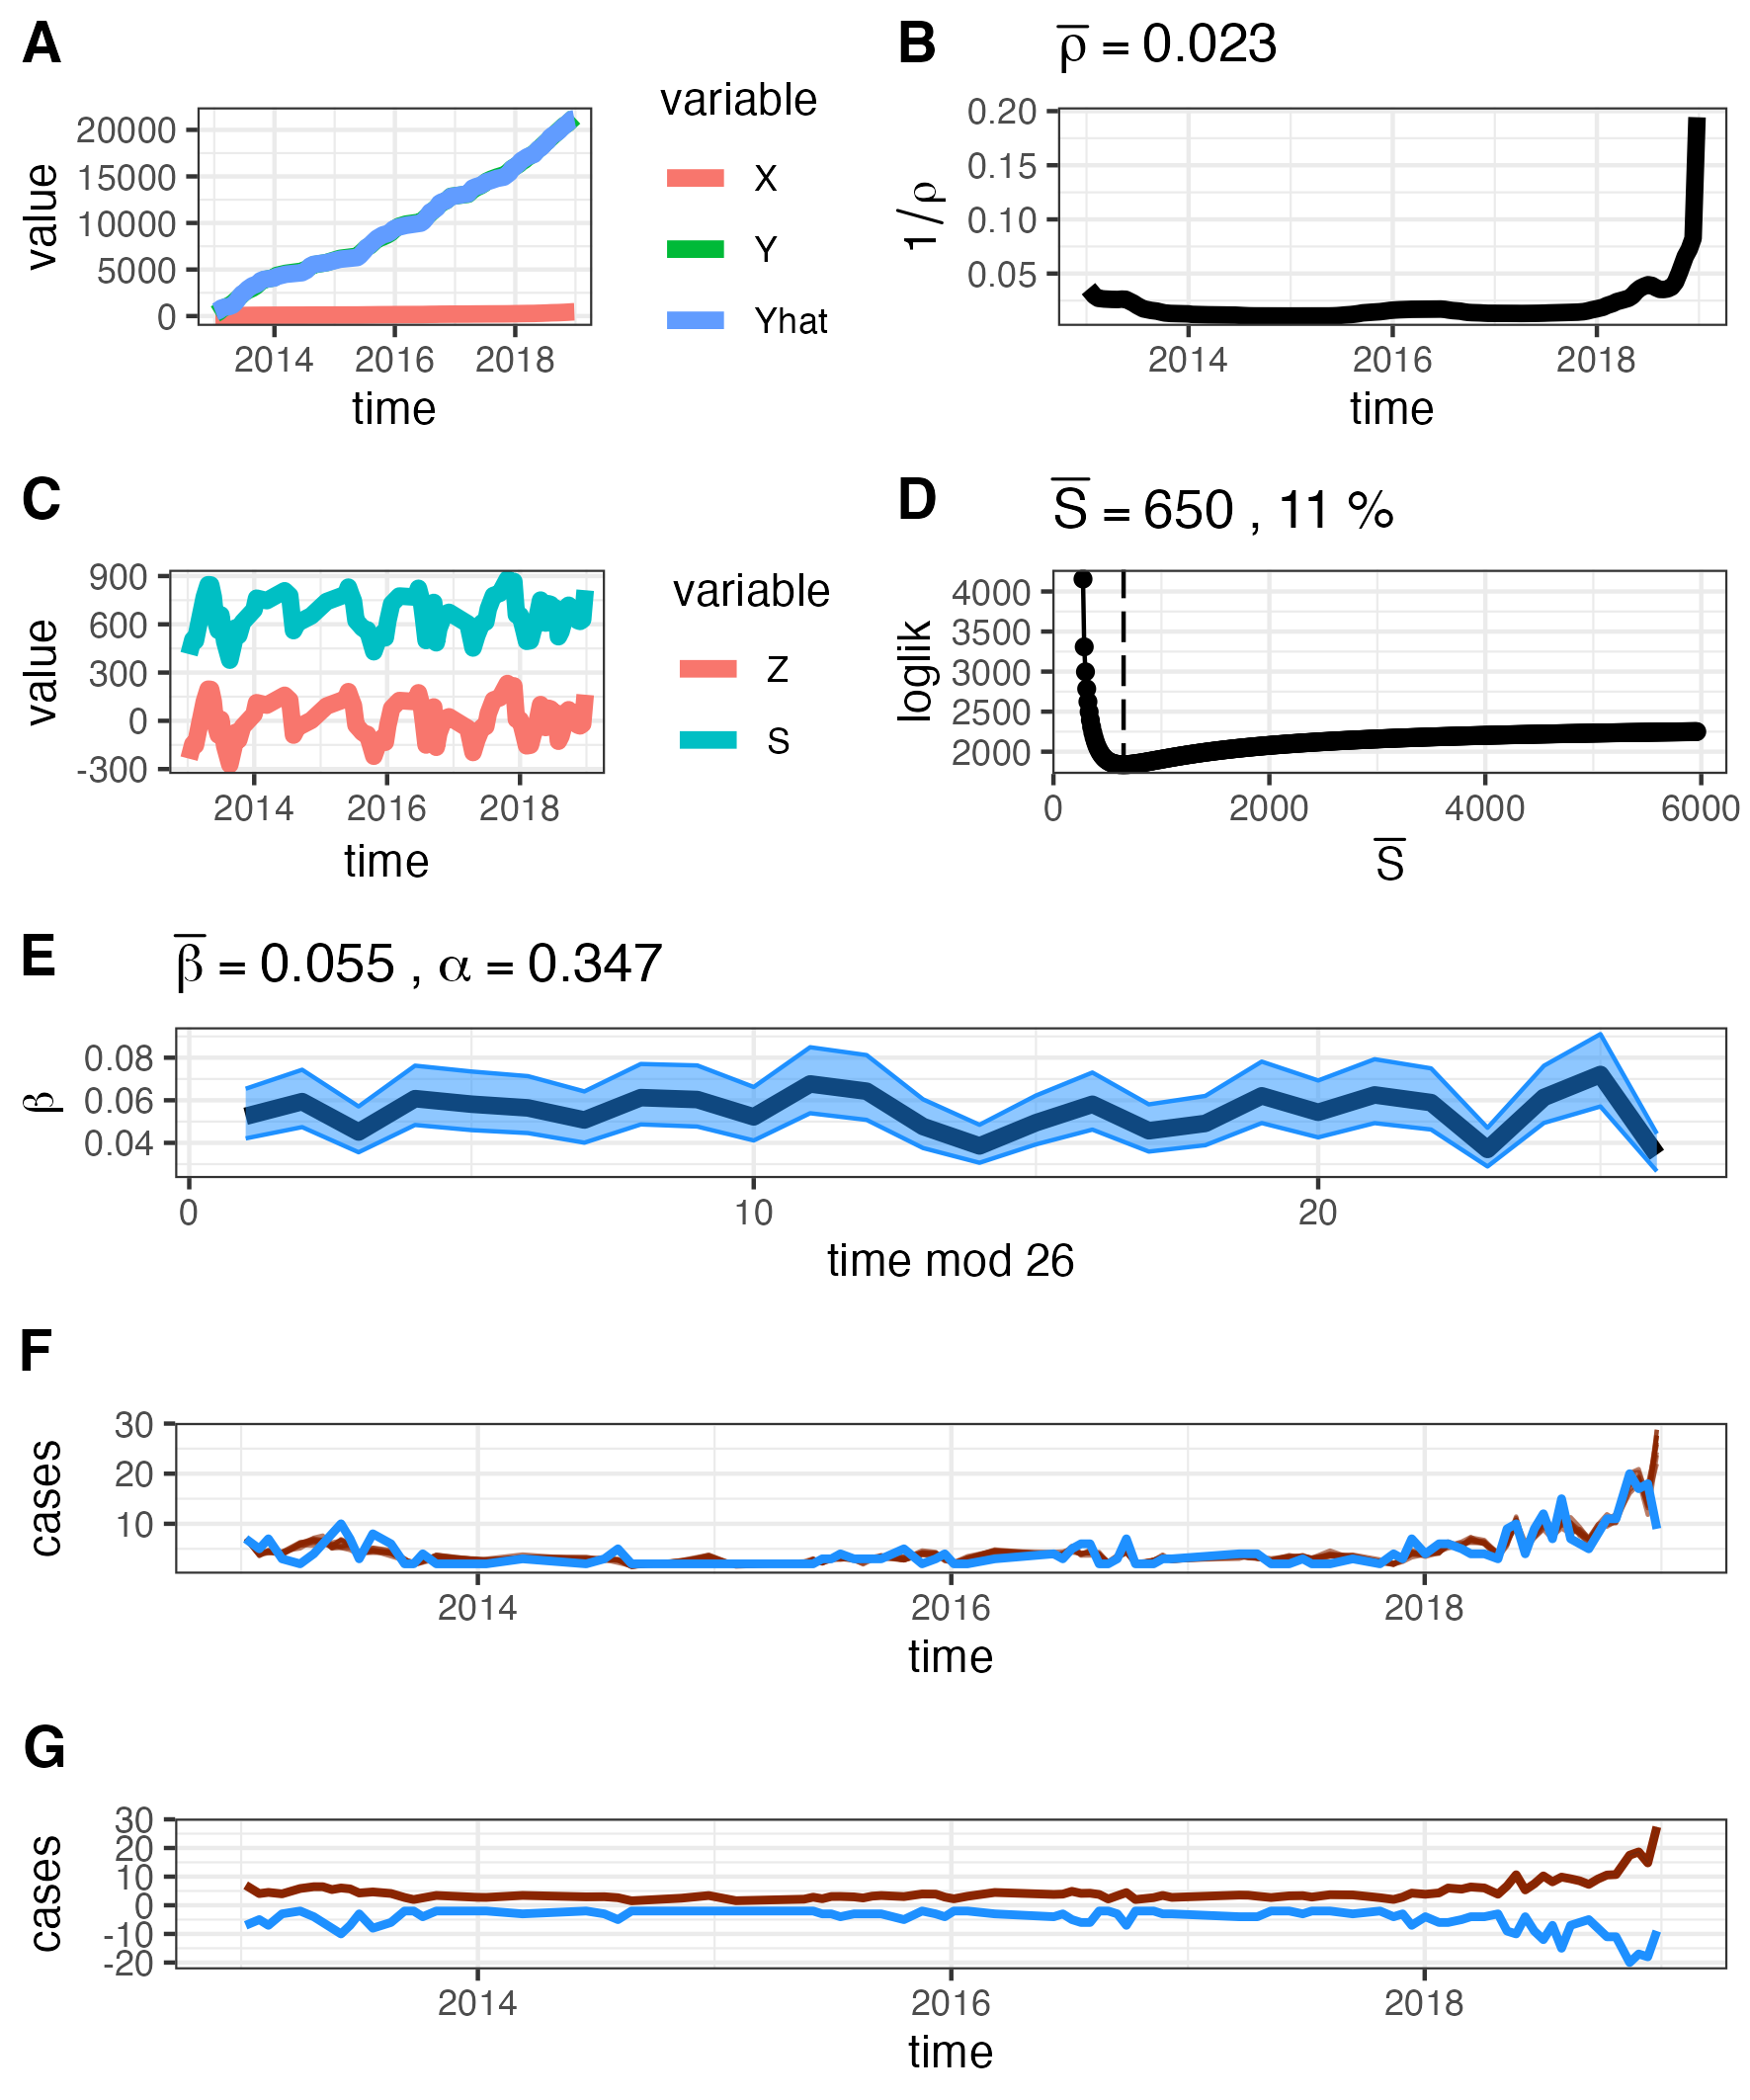 A
value
20000
15000
10000
5000
0
2014 2016 2018
time
variable
X
Y
Yhat
B
ρ̅ = 0.023
1/ρ
0.20
0.15
0.10
0.05
2014 2016 2018
time
C
value
900
600
300
0
-300
2014 2016 2018
time
variable
Z
S
D
S̅ = 650 , 11 %
loglik
4000
3500
3000
2500
2000
0 2000 4000 6000
S̅
E
β̅ = 0.055 , α = 0.347
β
0.08
0.06
0.04
0 10 20
time mod 26
F
cases
30
20
10
2014 2016 2018
time
G
cases
30
20
10
0
-10
-20
2014 2016 2018
time